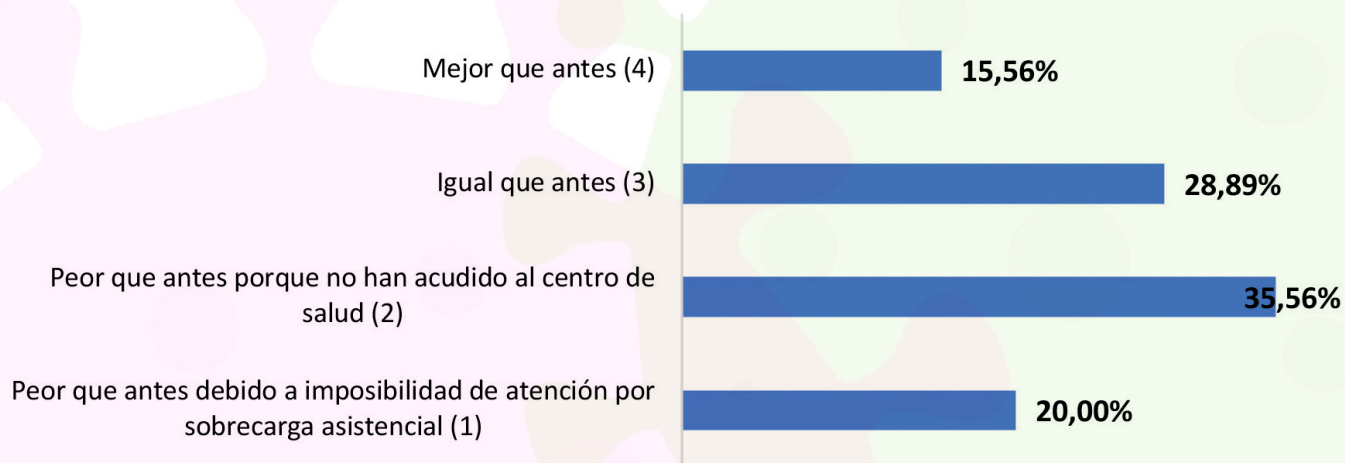 Mejor que antes (4)
15,56%
Igual que antes (3)
28,89%
Peor que antes porque no han acudido al centro de
salud (2)
35,56%
Peor que antes debido a imposibilidad de atención por
sobrecarga asistencial (1)
20,00%